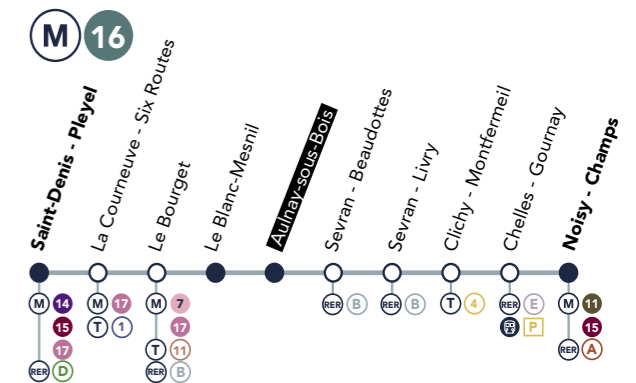 M 16
Saint-Denis - Pleyel
La Courneuve - Six Routes
Le Bourget
Le Blanc-Mesnil
Aulnay-sous-Bois
Sevran - Beaudottes
Sevran - Livry
Clichy - Montfermeil
Chelles - Gournay
Noisy - Champs
M 14
15
17
RER D
M 17
T 1
M 7
17
T 11
RER B
RER B
RER B
T 4
RER E
P
M 11
15
RER A